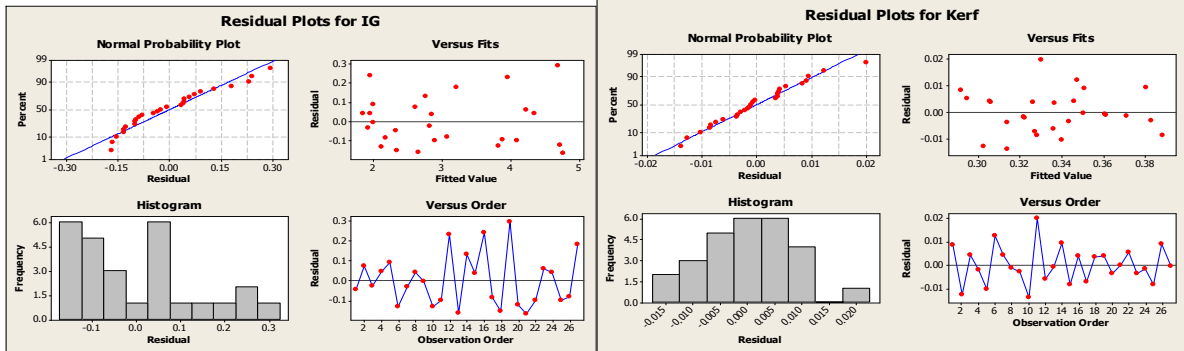 Residual Plots for IG
Normal Probability Plot
Percent
99
90
50
10
1
-0.30 -0.15 0.00 0.15 0.30
Residual
Versus Fits
Residual
0.3
0.2
0.1
0.0
-0.1
2 3 4 5
Fitted Value
Histogram
Frequency
6.0
4.5
3.0
1.5
0.0
-0.1 0.0 0.1 0.2 0.3
Residual
Versus Order
Residual
0.3
0.2
0.1
0.0
-0.1
2 4 6 8 10 12 14 16 18 20 22 24 26
Observation Order
Residual Plots for Kerf
Normal Probability Plot
Percent
99
90
50
10
1
-0.02 -0.01 0.00 0.01 0.02
Residual
Versus Fits
Residual
0.02
0.01
0.00
-0.01
0.30 0.32 0.34 0.36 0.38
Fitted Value
Histogram
Frequency
6.0
4.5
3.0
1.5
0.0
-0.015 -0.010 -0.005 0.000 0.005 0.010 0.015 0.020
Residual
Versus Order
Residual
0.02
0.01
0.00
-0.01
2 4 6 8 10 12 14 16 18 20 22 24 26
Observation Order